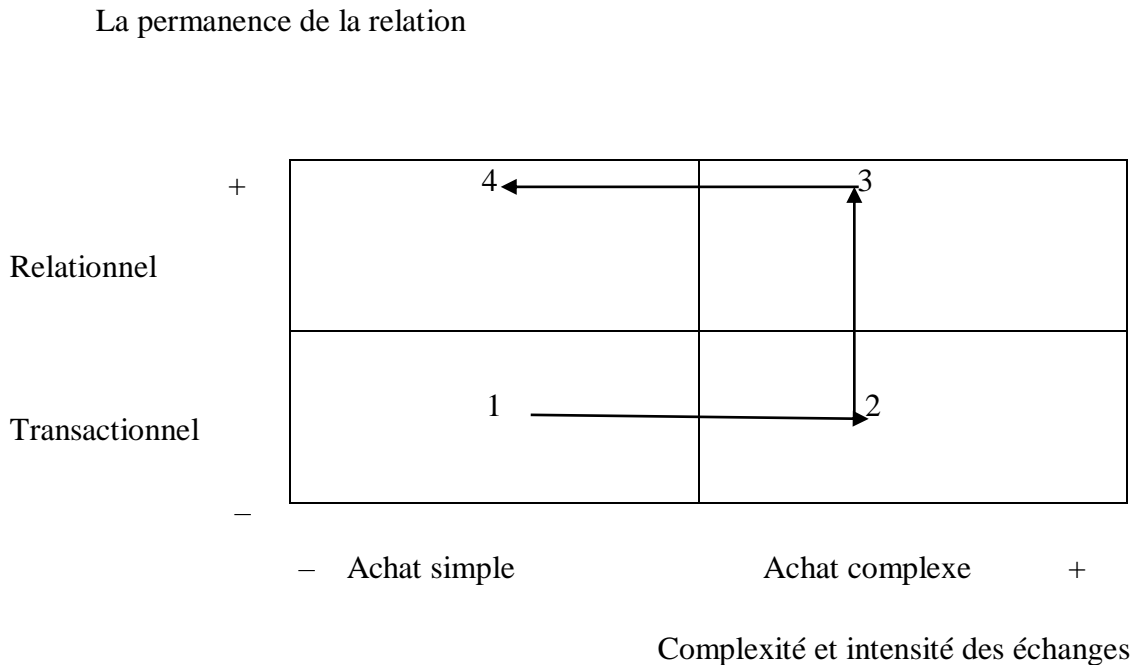 La permanence de la relation
+ 4 3
Relationnel
1 2
Transactionnel
–
– Achat simple Achat complexe +
Complexité et intensité des échanges